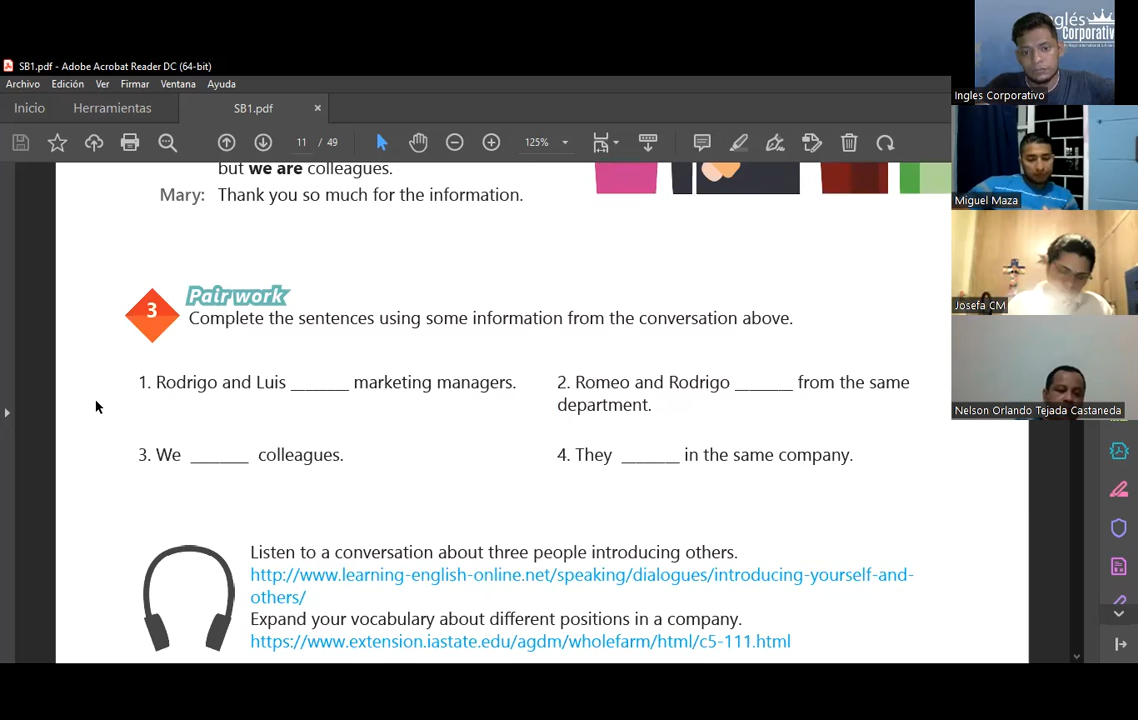 SB1.pdf - Adobe Acrobat Reader DC (64-bit)
Archivo Edición Ver Firmar Ventana Ayuda
Inicio Herramientas SB1.pdf ×
11 / 49 125%
but we are colleagues.
Mary: Thank you so much for the information.
3 Pair work
Complete the sentences using some information from the conversation above.
1. Rodrigo and Luis _______ marketing managers.
2. Romeo and Rodrigo _______ from the same
department.
3. We _______ colleagues.
4. They _______ in the same company.
Listen to a conversation about three people introducing others.
http://www.learning-english-online.net/speaking/dialogues/introducing-yourself-and-
others/
Expand your vocabulary about different positions in a company.
https://www.extension.iastate.edu/agdm/wholefarm/html/c5-111.html
Inglés
Corporativo
Ingles Corporativo
Miguel Maza
Josefa CM
Nelson Orlando Tejada Castaneda